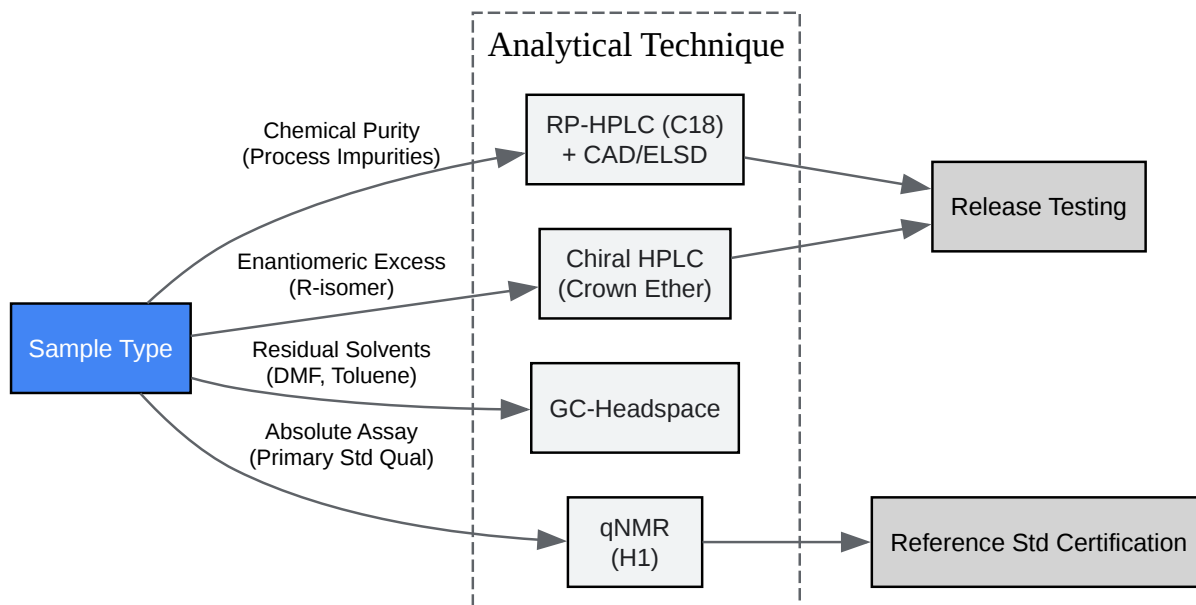 Analytical Technique
Chemical Purity
(Process Impurities)
RP-HPLC (C18)
+ CAD/ELSD
Release Testing
Enantiomeric Excess
(R-isomer)
Chiral HPLC
(Crown Ether)
Sample Type
Residual Solvents
(DMF, Toluene)
GC-Headspace
Absolute Assay
(Primary Std Qual)
qNMR
(H1)
Reference Std Certification